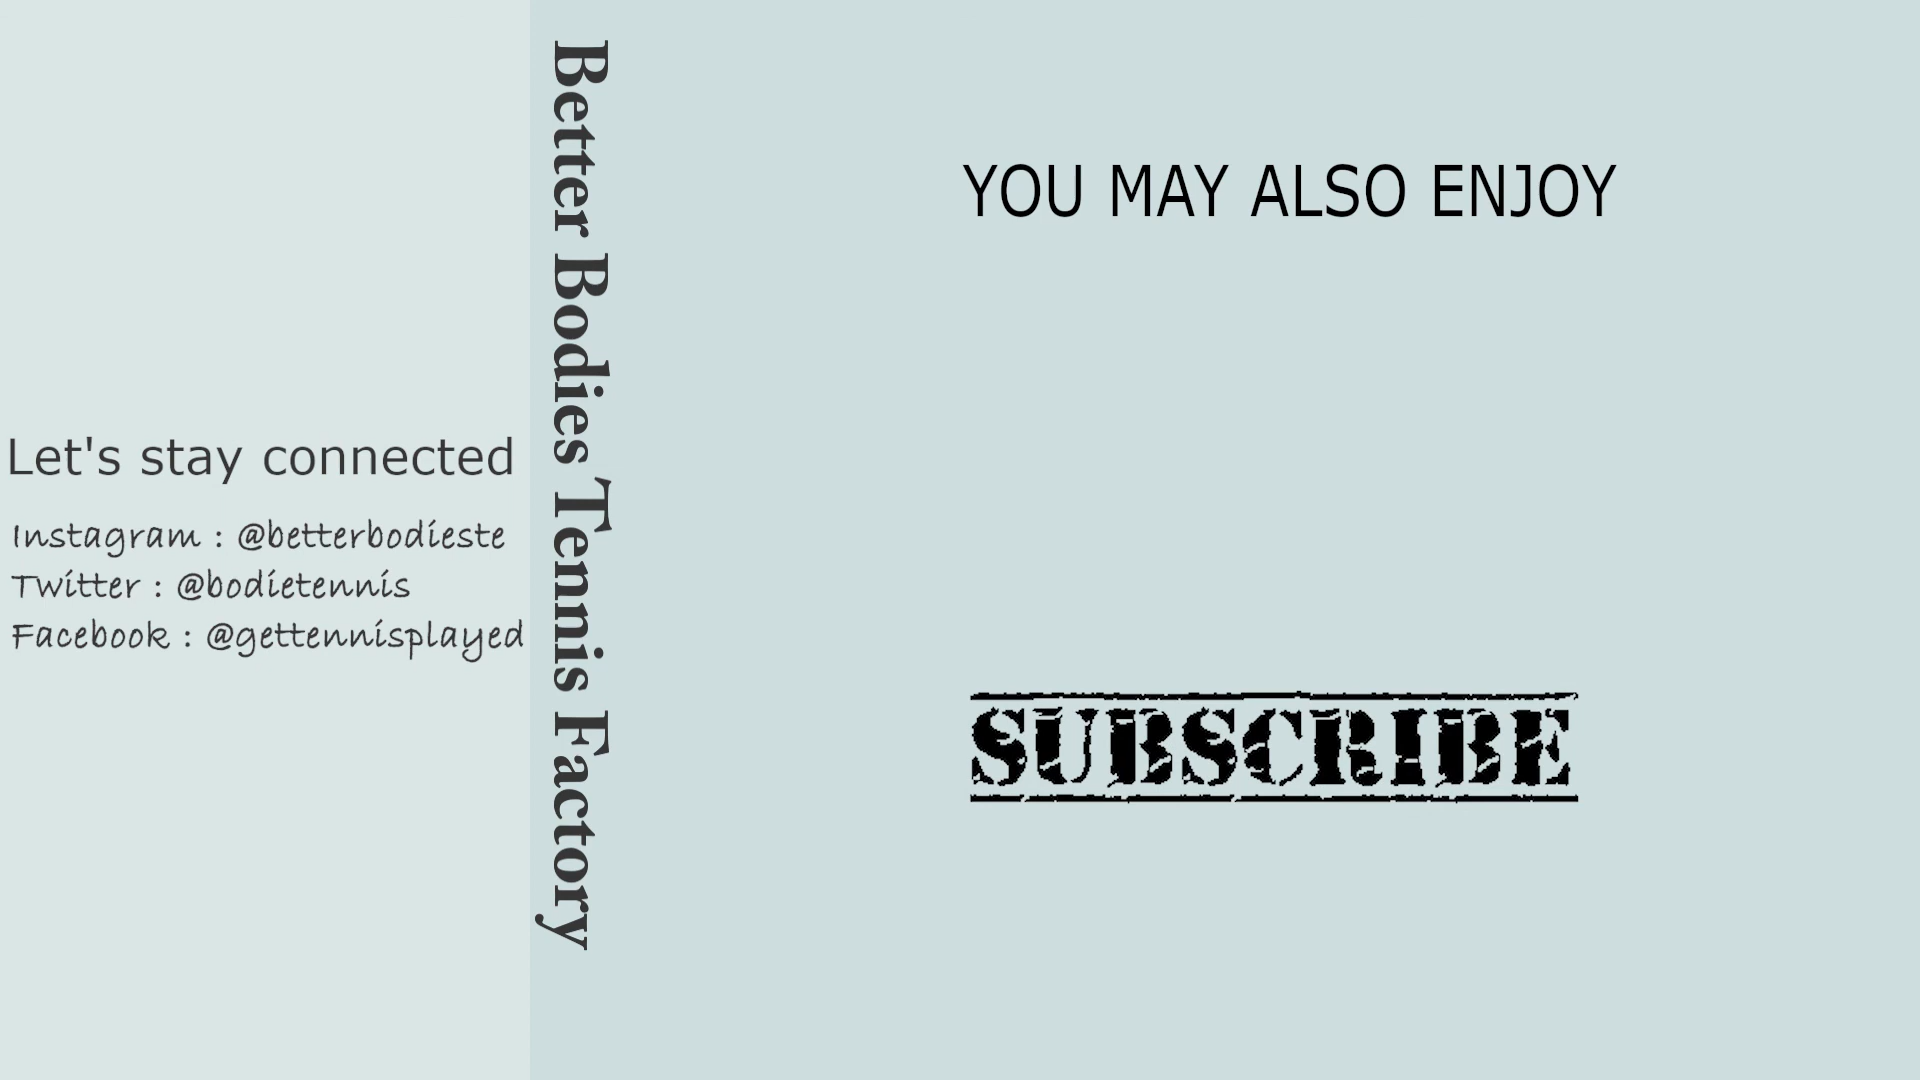 Let's stay connected
Instagram : @betterbodieste
Twitter : @bodietennis
Facebook : @gettennisplayed
Better Bodies Tennis Factory
YOU MAY ALSO ENJOY
SUBSCRIBE